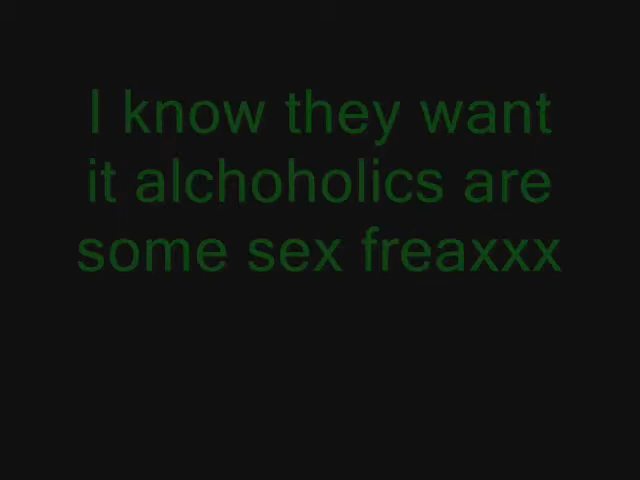 I know they want
it alchoholics are
some sex freaxxx